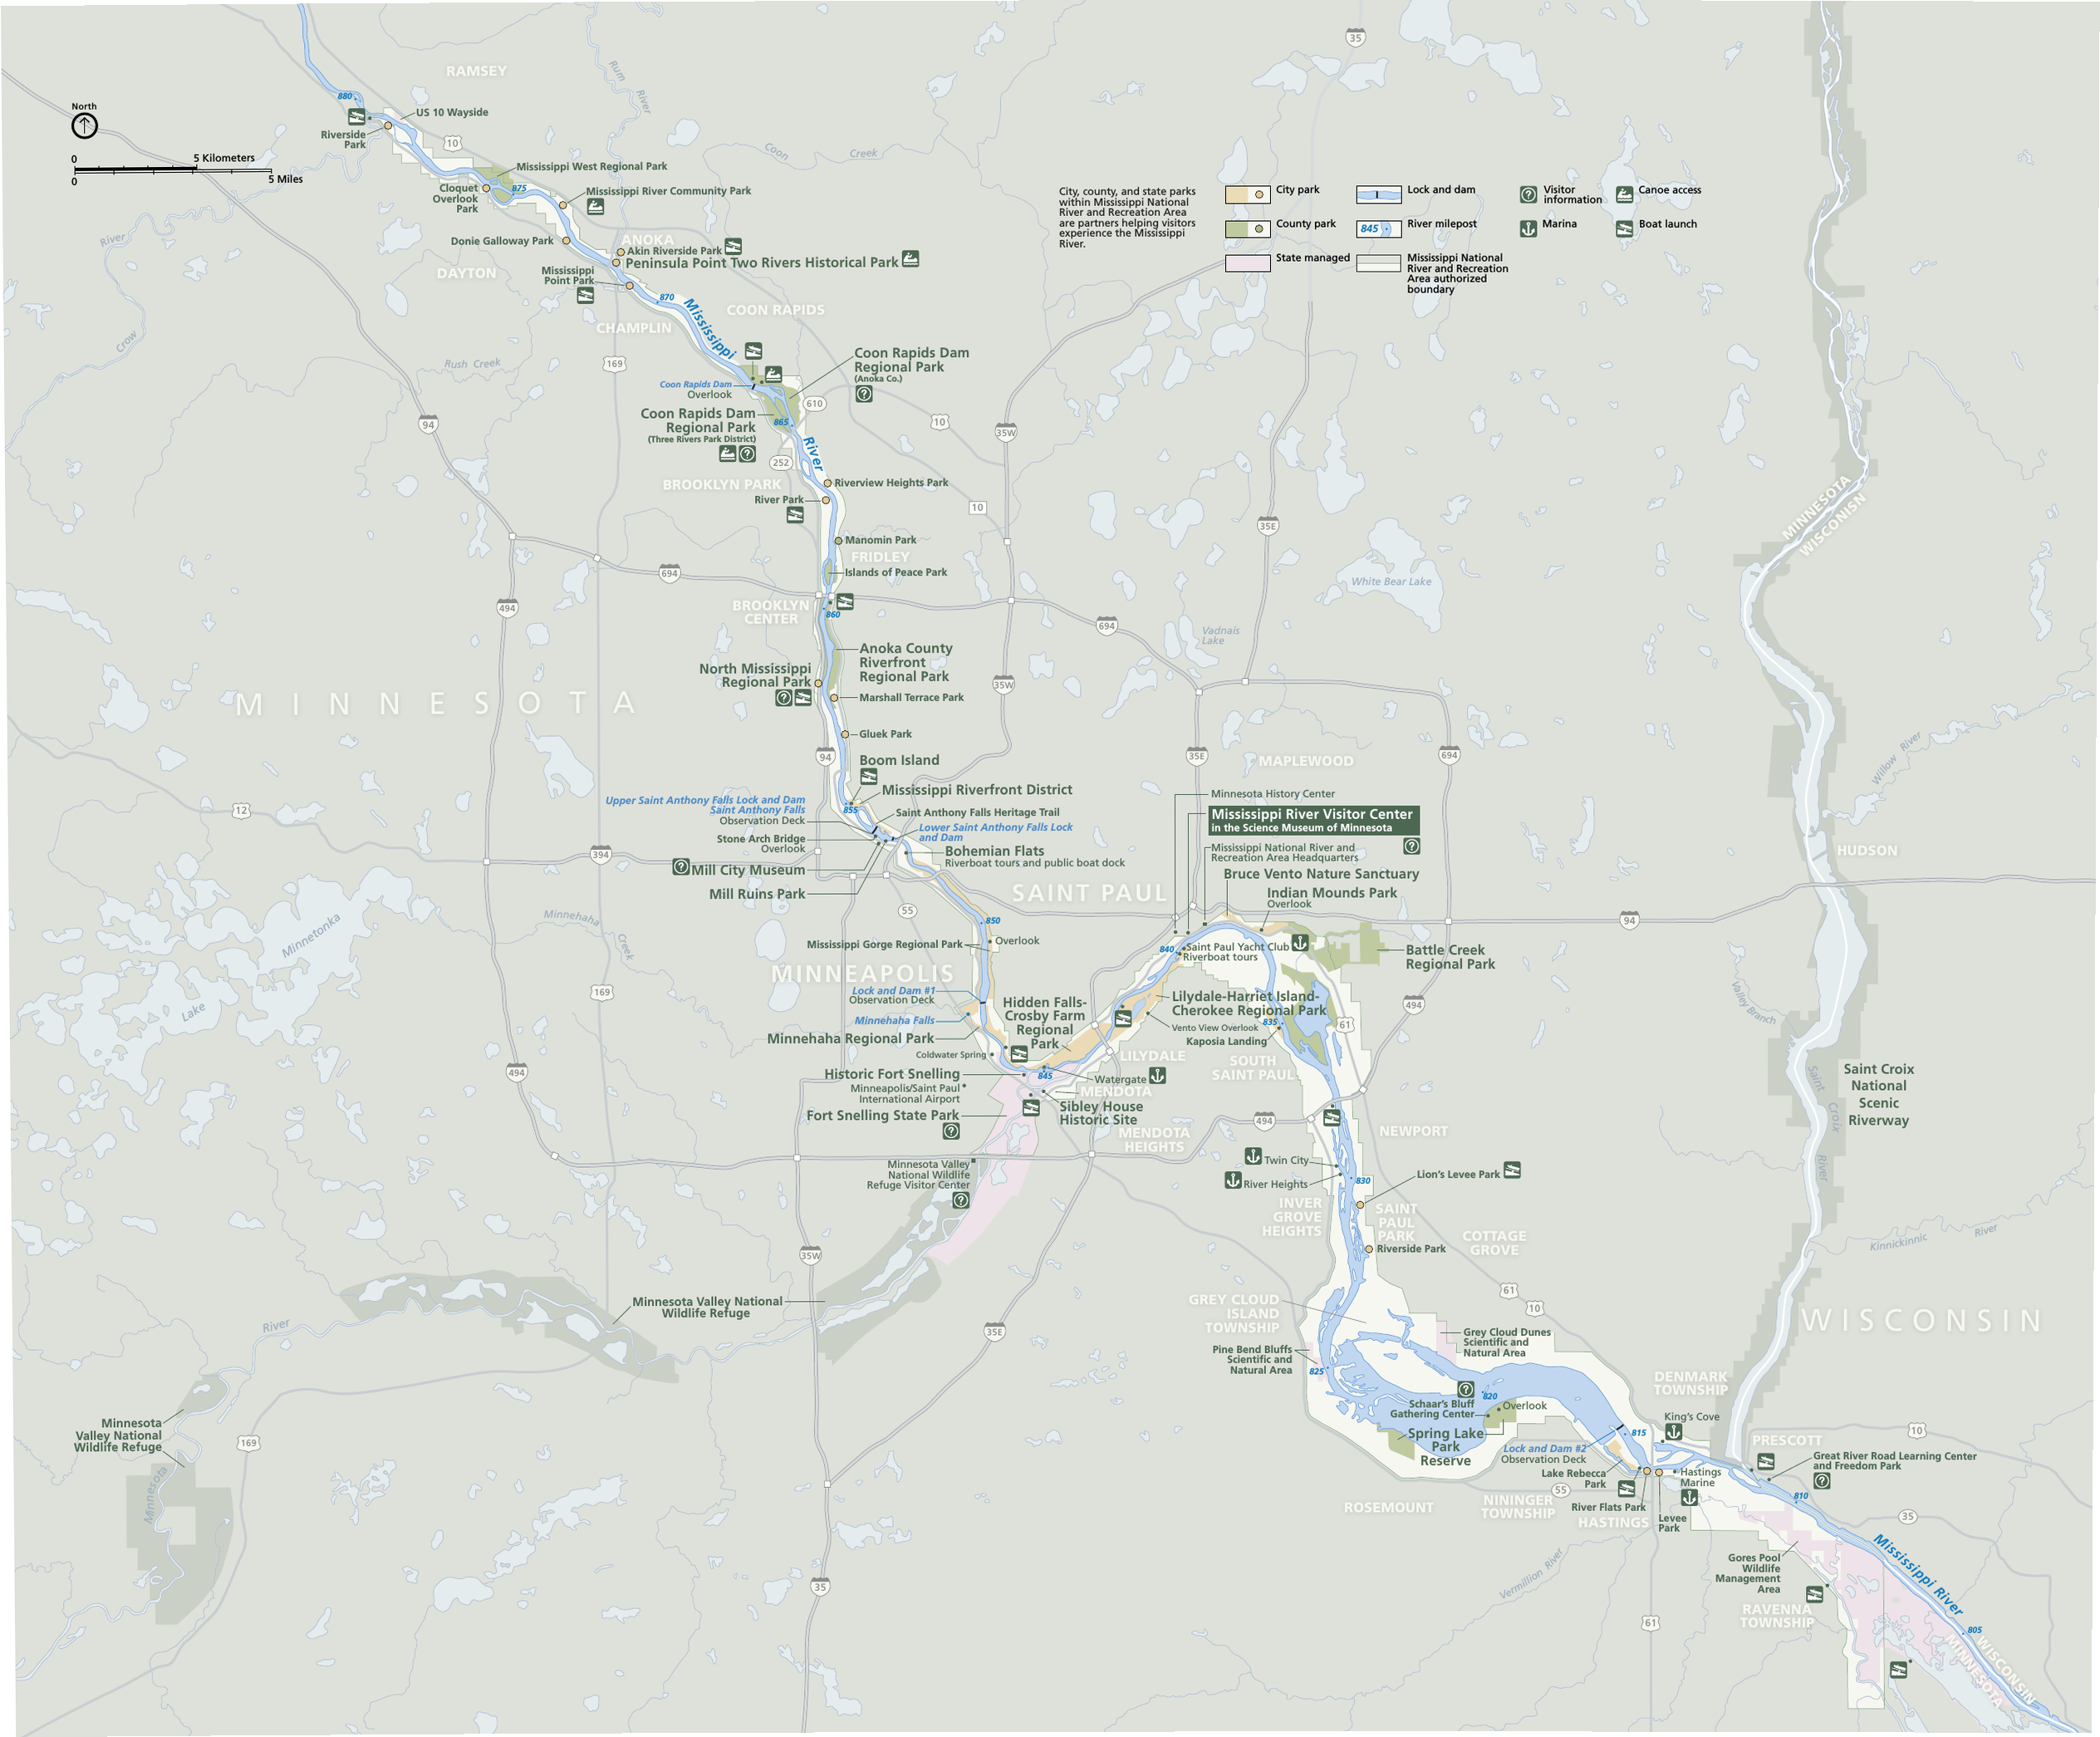 RAMSEY
Rum
River
35
880
US 10 Wayside
North
Riverside
Park
10
0
5 Kilometers
0
5 Miles
Coon
Creek
Mississippi West Regional Park
Cloquet
Overlook
Park
875
Mississippi River Community Park
River
Crow
Donie Galloway Park
ANOKA
Akin Riverside Park
Peninsula Point Two Rivers Historical Park
DAYTON
Mississippi
Point Park
870
Mississippi
River
COON RAPIDS
CHAMPLIN
City, county, and state parks
within Mississippi National
River and Recreation Area
are partners helping visitors
experience the Mississippi
River.
City park
County park
State managed
Lock and dam
845
River milepost
Mississippi National
River and Recreation
Area authorized
boundary
Visitor
information
Marina
Canoe access
Boat launch
Rush Creek
169
Coon Rapids Dam
Overlook
Coon Rapids Dam
Regional Park
(Anoka Co.)
610
94
10
35W
Coon Rapids Dam
Regional Park
(Three Rivers Park District)
865
252
BROOKLYN PARK
Riverview Heights Park
River Park
10
35E
MINNESOTA
WISCONISN
Manomin Park
FRIDLEY
Islands of Peace Park
694
494
BROOKLYN
CENTER
860
White Bear Lake
694
Vadnais
Lake
Anoka County
Riverfront
Regional Park
North Mississippi
Regional Park
35W
MINNESOTA
Marshall Terrace Park
Gluek Park
94
35E
694
Boom Island
MAPLEWOOD
Willow River
Mississippi Riverfront District
Upper Saint Anthony Falls Lock and Dam
Saint Anthony Falls
Observation Deck
855
Saint Anthony Falls Heritage Trail
Stone Arch Bridge
Overlook
Lower Saint Anthony Falls Lock
and Dam
12
394
Mill City Museum
Bohemian Flats
Riverboat tours and public boat dock
Mill Ruins Park
Minnesota History Center
Mississippi River Visitor Center
in the Science Museum of Minnesota
Mississippi National River and
Recreation Area Headquarters
Bruce Vento Nature Sanctuary
Indian Mounds Park
Overlook
HUDSON
SAINT PAUL
55
850
94
Minnehaha
Creek
Lake
Minnetonka
Mississippi Gorge Regional Park
Overlook
840
Saint Paul Yacht Club
Riverboat tours
Battle Creek
Regional Park
MINNEAPOLIS
Lock and Dam #1
Observation Deck
169
Hidden Falls-
Crosby Farm
Regional
Park
Lilydale-Harriet Island-
Cherokee Regional Park
494
Valley Branch
Minnehaha Falls
Minnehaha Regional Park
Vento View Overlook
835
Kaposia Landing
61
Coldwater Spring
LILYDALE
SOUTH
SAINT PAUL
494
Historic Fort Snelling
845
Watergate
Minneapolis/Saint Paul
International Airport
MENDOTA
Saint
Croix
River
Saint Croix
National
Scenic
Riverway
Fort Snelling State Park
Sibley House
Historic Site
MENDOTA
HEIGHTS
494
NEWPORT
Minnesota Valley
National Wildlife
Refuge Visitor Center
Twin City
River Heights
830
Lion's Levee Park
INVER
GROVE
HEIGHTS
SAINT
PAUL
PARK
COTTAGE
GROVE
Riverside Park
Kinnickinnic
River
35W
Minnesota Valley National
Wildlife Refuge
River
35E
GREY CLOUD
ISLAND
TOWNSHIP
61
10
WISCONSIN
Grey Cloud Dunes
Scientific and
Natural Area
Pine Bend Bluffs
Scientific and
Natural Area
825
DENMARK
TOWNSHIP
820
Schaar's Bluff
Gathering Center
Overlook
King's Cove
Minnesota
Valley National
Wildlife Refuge
169
Minnesota
Spring Lake
Park
Reserve
Lock and Dam #2
Observation Deck
815
PRESCOTT
10
Great River Road Learning Center
and Freedom Park
Lake Rebecca
Park
Hastings
Marine
ROSEMOUNT
NININGER
TOWNSHIP
55
River Flats Park
HASTINGS
Levee
Park
810
35
Vermillion River
Gores Pool
Wildlife
Management
Area
Mississippi River
35
RAVENNA
TOWNSHIP
61
805
WISCONSIN
MINNESOTA